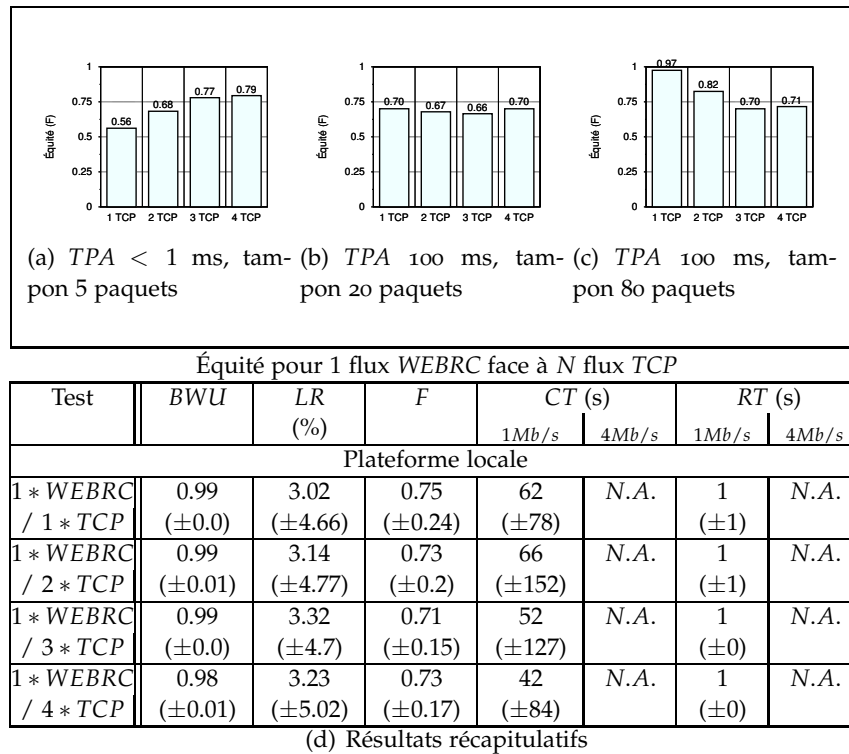 1
0.75
0.5
0.25
0
Équité (F)
0.56
0.68
0.77
0.79
1 TCP 2 TCP 3 TCP 4 TCP
1
0.75
0.5
0.25
0
Équité (F)
0.70
0.67
0.66
0.70
1 TCP 2 TCP 3 TCP 4 TCP
1
0.75
0.5
0.25
0
Équité (F)
0.97
0.82
0.70
0.71
1 TCP 2 TCP 3 TCP 4 TCP
(a) TPA < 1 ms, tam-
pon 5 paquets
(b) TPA 100 ms, tam-
pon 20 paquets
(c) TPA 100 ms, tam-
pon 80 paquets
Équité pour 1 flux WEBRC face à N flux TCP
Test BWU LR F CT (s) RT (s)
(%) 1Mb/s 4Mb/s 1Mb/s 4Mb/s
Plateforme locale
1 ∗ WEBRC 0.99 3.02 0.75 62 N.A. 1 N.A.
/ 1 ∗ TCP (±0.0) (±4.66) (±0.24) (±78) (±1)
1 ∗ WEBRC 0.99 3.14 0.73 66 N.A. 1 N.A.
/ 2 ∗ TCP (±0.01) (±4.77) (±0.2) (±152) (±1)
1 ∗ WEBRC 0.99 3.32 0.71 52 N.A. 1 N.A.
/ 3 ∗ TCP (±0.0) (±4.7) (±0.15) (±127) (±0)
1 ∗ WEBRC 0.98 3.23 0.73 42 N.A. 1 N.A.
/ 4 ∗ TCP (±0.01) (±5.02) (±0.17) (±84) (±0)
(d) Résultats récapitulatifs